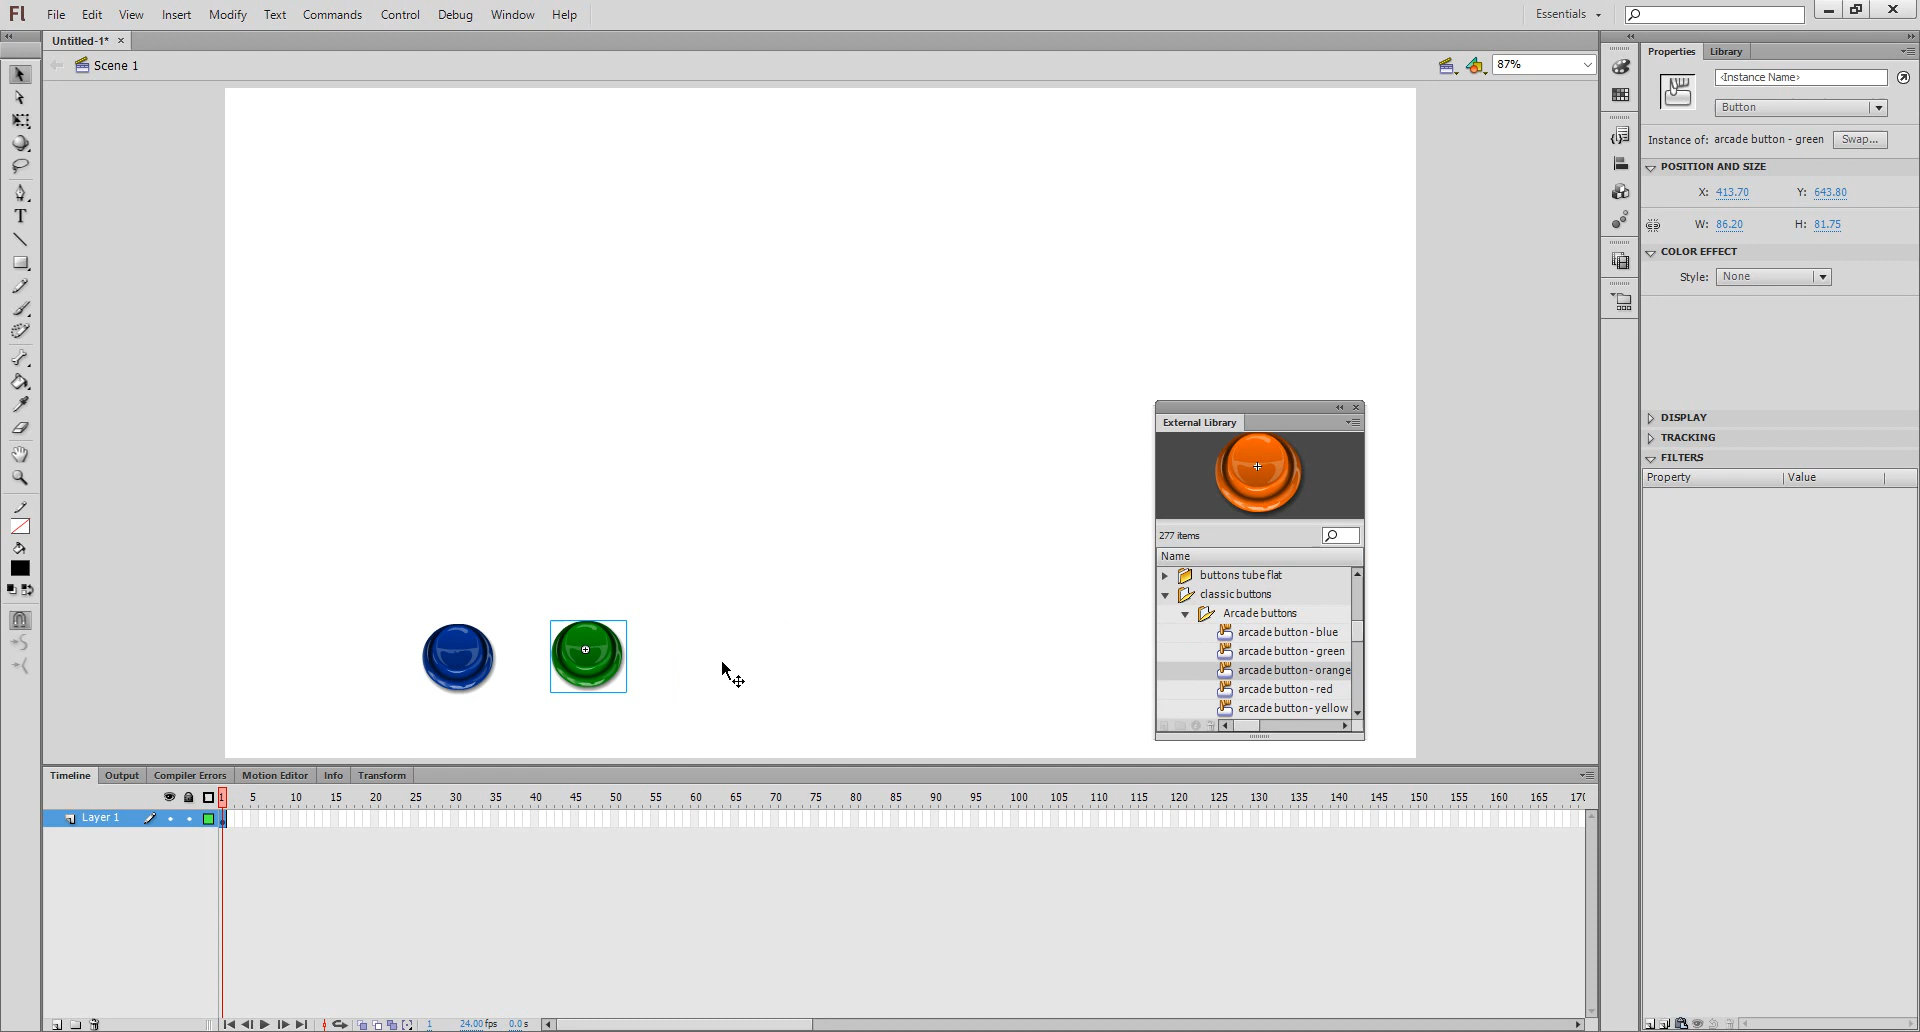 Fl File Edit View Insert Modify Text Commands Control Debug Window Help Essentials
Untitled-1* ×
Scene 1
87%
Properties Library
<Instance Name>
Button
Instance of: arcade button - green Swap...
POSITION AND SIZE
X: 413.70 Y: 643.80
W: 86.20 H: 81.75
COLOR EFFECT
Style: None
DISPLAY
TRACKING
FILTERS
Property Value
T
External Library
277 items
Name
buttons tube flat
classic buttons
Arcade buttons
arcade button - blue
arcade button - green
arcade button - orange
arcade button - red
arcade button - yellow
Timeline Output Compiler Errors Motion Editor Info Transform
1 5 10 15 20 25 30 35 40 45 50 55 60 65 70 75 80 85 90 95 100 105 110 115 120 125 130 135 140 145 150 155 160 165 170
Layer 1
1 24.00 fps 0.0 s